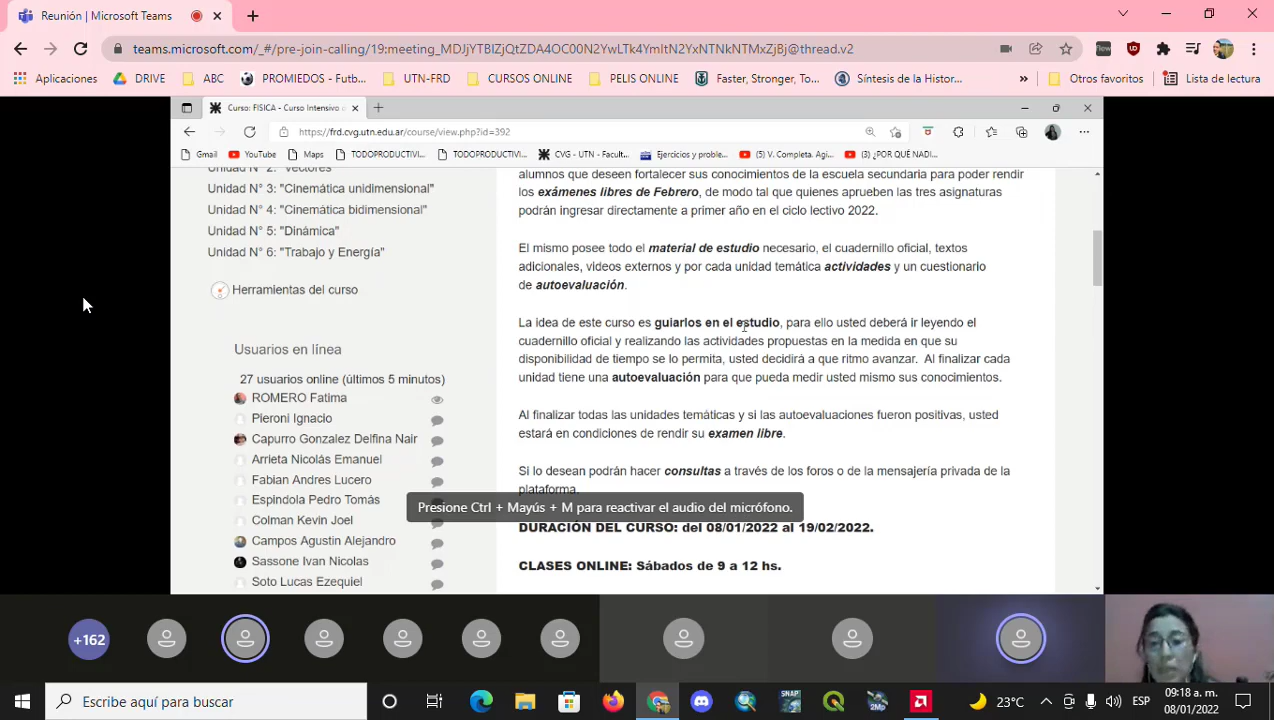 Reunión | Microsoft Teams
teams.microsoft.com/_#/pre-join-calling/19:meeting_MDJjYTBlZjQtZDA4OC00N2YwLTk4YmItN2YxNTNkNTMxZjBj@thread.v2
Aplicaciones DRIVE ABC PROMIEDOS - Futb... UTN-FRD CURSOS ONLINE PELIS ONLINE Faster, Stronger, To... Síntesis de la Histor... » Otros favoritos Lista de lectura
Curso: FISICA - Curso Intensivo d
https://frd.cvg.utn.edu.ar/course/view.php?id=392
Gmail YouTube Maps TODOPRODUCTIVI... TODOPRODUCTIVI... CVG - UTN - Facult... Ejercicios y proble... (5) V. Completa. Agi... (3) ¿POR QUÉ NADI...
Unidad N° 2: "Vectores"
Unidad N° 3: "Cinemática unidimensional"
Unidad N° 4: "Cinemática bidimensional"
Unidad N° 5: "Dinámica"
Unidad N° 6: "Trabajo y Energía"
Herramientas del curso
Usuarios en línea
27 usuarios online (últimos 5 minutos)
ROMERO Fatima
Pieroni Ignacio
Capurro Gonzalez Delfina Nair
Arrieta Nicolás Emanuel
Fabian Andres Lucero
Espindola Pedro Tomás
Colman Kevin Joel
Campos Agustin Alejandro
Sassone Ivan Nicolas
Soto Lucas Ezequiel
alumnos que deseen fortalecer sus conocimientos de la escuela secundaria para poder rendir
los exámenes libres de Febrero, de modo tal que quienes aprueben las tres asignaturas
podrán ingresar directamente a primer año en el ciclo lectivo 2022.
El mismo posee todo el material de estudio necesario, el cuadernillo oficial, textos
adicionales, videos externos y por cada unidad temática actividades y un cuestionario
de autoevaluación.
La idea de este curso es guiarlos en el estudio, para ello usted deberá ir leyendo el
cuadernillo oficial y realizando las actividades propuestas en la medida en que su
disponibilidad de tiempo se lo permita, usted decidirá a que ritmo avanzar. Al finalizar cada
unidad tiene una autoevaluación para que pueda medir usted mismo sus conocimientos.
Al finalizar todas las unidades temáticas y si las autoevaluaciones fueron positivas, usted
estará en condiciones de rendir su examen libre.
Si lo desean podrán hacer consultas a través de los foros o de la mensajería privada de la
plataforma.
Presione Ctrl + Mayús + M para reactivar el audio del micrófono.
DURACIÓN DEL CURSO: del 08/01/2022 al 19/02/2022.
CLASES ONLINE: Sábados de 9 a 12 hs.
+162
Escribe aquí para buscar
23°C
ESP
09:18 a. m.
08/01/2022